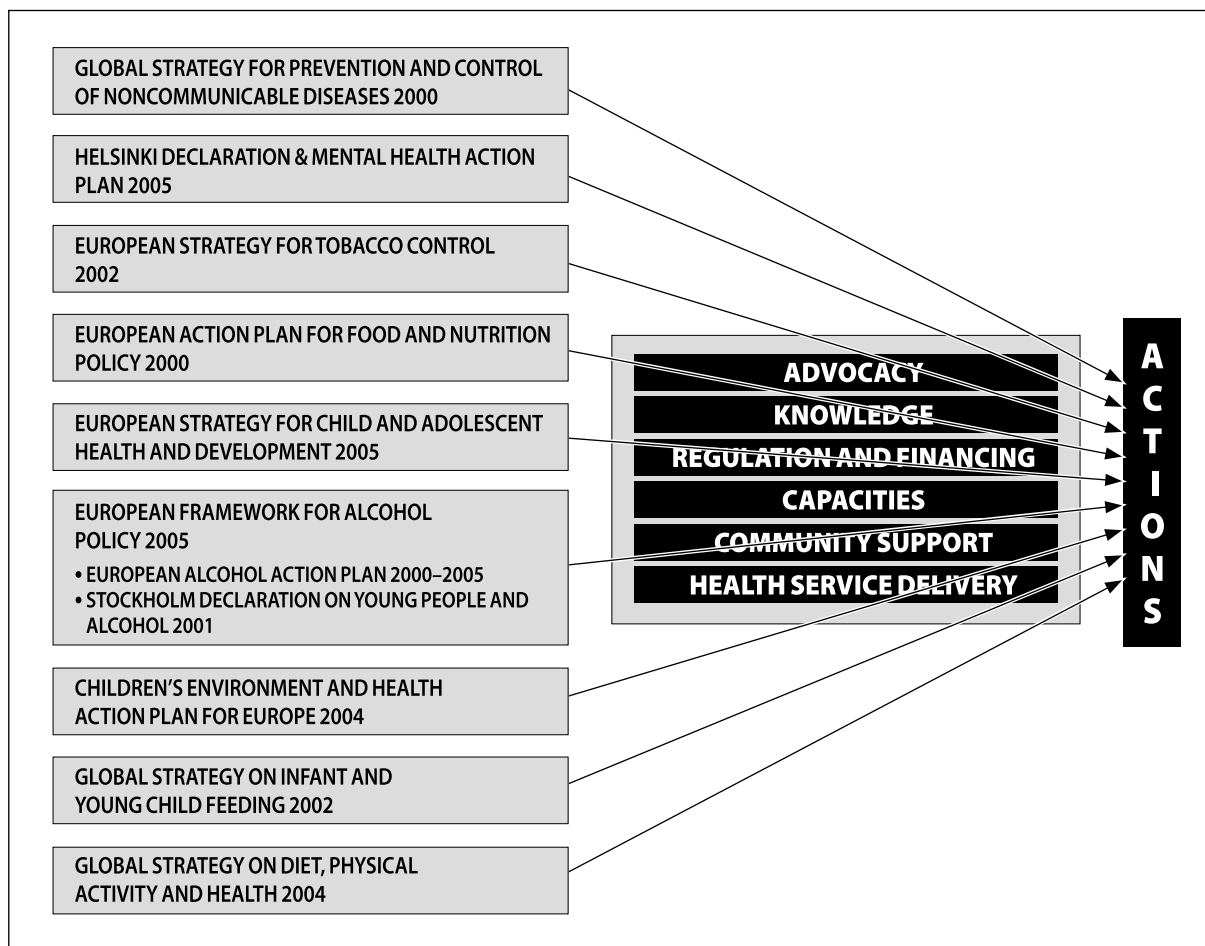 GLOBAL STRATEGY FOR PREVENTION AND CONTROL
OF NONCOMMUNICABLE DISEASES 2000
HELSINKI DECLARATION & MENTAL HEALTH ACTION
PLAN 2005
EUROPEAN STRATEGY FOR TOBACCO CONTROL
2002
EUROPEAN ACTION PLAN FOR FOOD AND NUTRITION
POLICY 2000
EUROPEAN STRATEGY FOR CHILD AND ADOLESCENT
HEALTH AND DEVELOPMENT 2005
EUROPEAN FRAMEWORK FOR ALCOHOL
POLICY 2005
• EUROPEAN ALCOHOL ACTION PLAN 2000–2005
• STOCKHOLM DECLARATION ON YOUNG PEOPLE AND
ALCOHOL 2001
CHILDREN'S ENVIRONMENT AND HEALTH
ACTION PLAN FOR EUROPE 2004
GLOBAL STRATEGY ON INFANT AND
YOUNG CHILD FEEDING 2002
GLOBAL STRATEGY ON DIET, PHYSICAL
ACTIVITY AND HEALTH 2004
ADVOCACY
KNOWLEDGE
REGULATION AND FINANCING
CAPACITIES
COMMUNITY SUPPORT
HEALTH SERVICE DELIVERY
ACTIONS